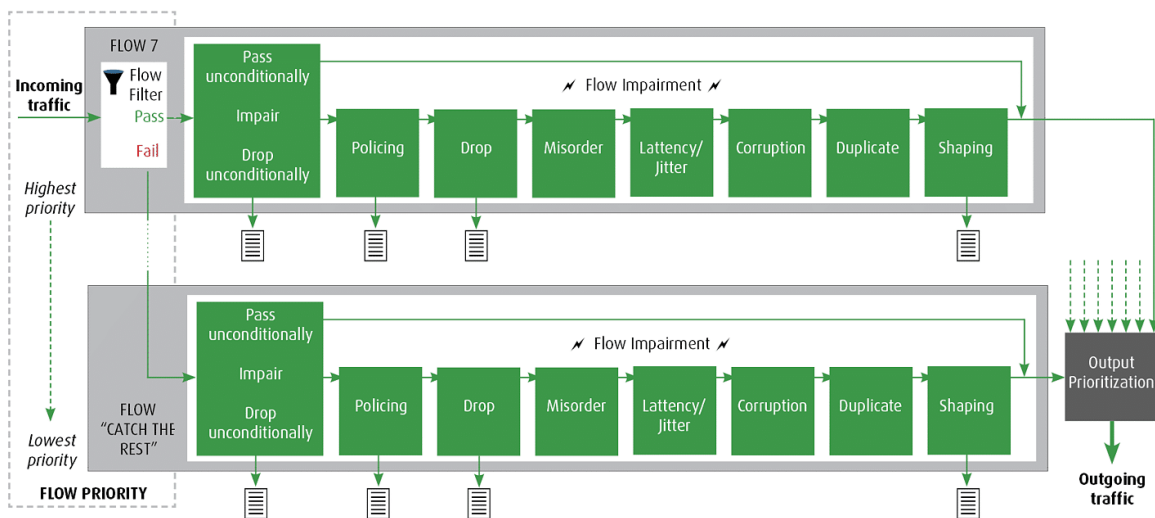 FLOW 7
Incoming
traffic
Flow
Filter
Pass
Fail
Pass
unconditionally
Impair
Drop
unconditionally
Flow Impairment
Policing
Drop
Misorder
Lattency/
Jitter
Corruption
Duplicate
Shaping
Highest
priority
Lowest
priority
FLOW PRIORITY
FLOW
“CATCH THE
REST”
Pass
unconditionally
Impair
Drop
unconditionally
Flow Impairment
Policing
Drop
Misorder
Lattency/
Jitter
Corruption
Duplicate
Shaping
Output
Prioritization
Outgoing
traffic